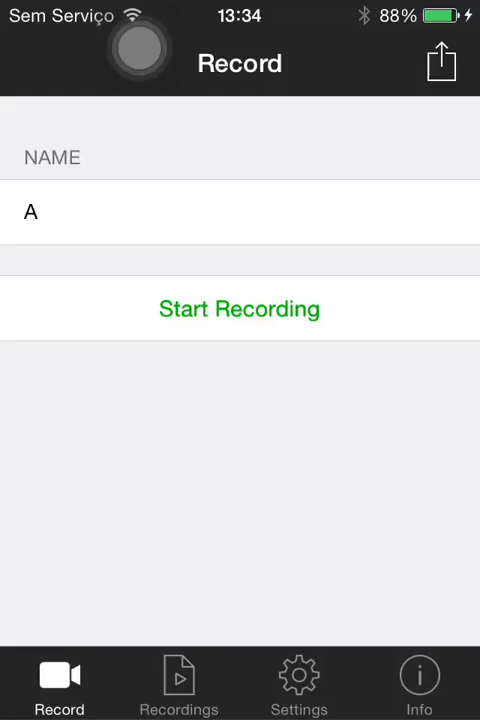 Sem Serviço 13:34 88%
Record
NAME
A
Start Recording
Record Recordings Settings Info